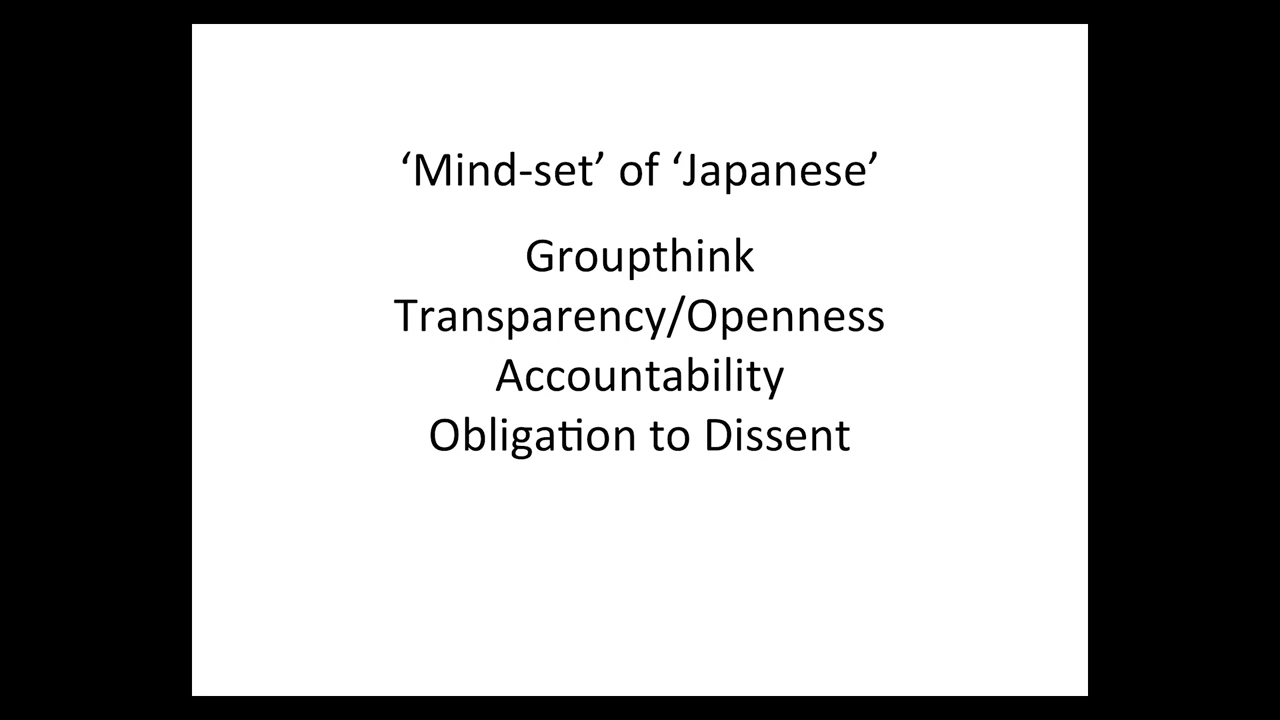 ‘Mind-set’ of ‘Japanese’
Groupthink
Transparency/Openness
Accountability
Obligation to Dissent